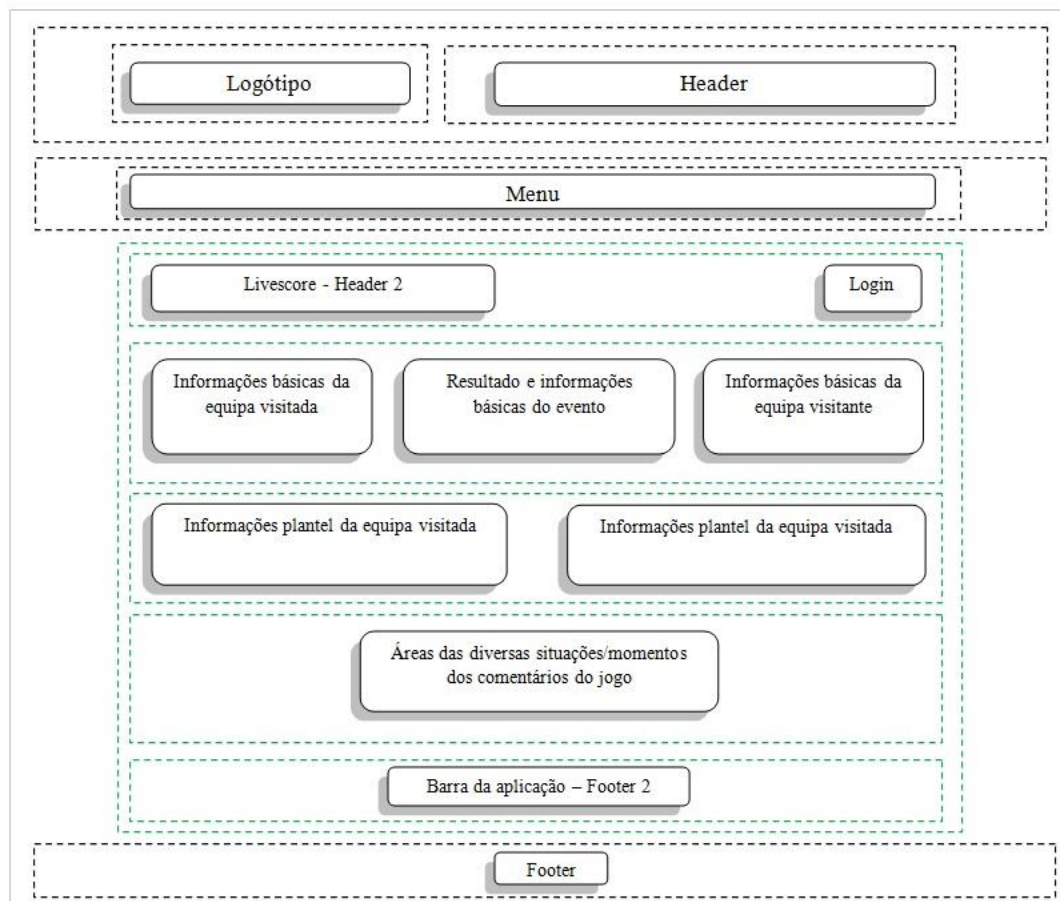 Logótipo
Header
Menu
Livescore - Header 2
Login
Informações básicas da
equipa visitada
Resultado e informações
básicas do evento
Informações básicas da
equipa visitante
Informações plantel da equipa visitada
Informações plantel da equipa visitada
Áreas das diversas situações/momentos
dos comentários do jogo
Barra da aplicação – Footer 2
Footer